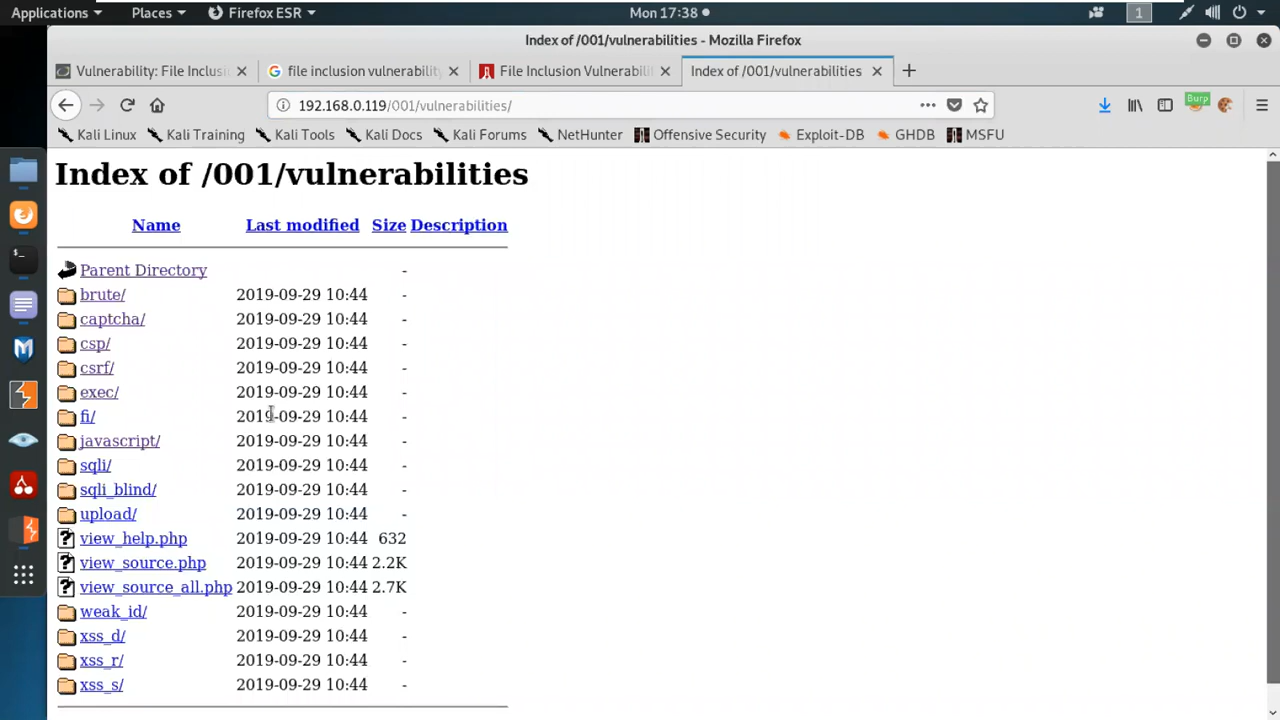 Applications Places Firefox ESR Mon 17:38 1
Index of /001/vulnerabilities - Mozilla Firefox
Vulnerability: File Inclusi file inclusion vulnerability File Inclusion Vulnerabili Index of /001/vulnerabilities
192.168.0.119/001/vulnerabilities/ Burp
Kali Linux Kali Training Kali Tools Kali Docs Kali Forums NetHunter Offensive Security Exploit-DB GHDB MSFU
Index of /001/vulnerabilities
Name Last modified Size Description
Parent Directory -
brute/ 2019-09-29 10:44 -
captcha/ 2019-09-29 10:44 -
csp/ 2019-09-29 10:44 -
csrf/ 2019-09-29 10:44 -
exec/ 2019-09-29 10:44 -
fi/ 2019-09-29 10:44 -
javascript/ 2019-09-29 10:44 -
sqli/ 2019-09-29 10:44 -
sqli_blind/ 2019-09-29 10:44 -
upload/ 2019-09-29 10:44 -
view_help.php 2019-09-29 10:44 632
view_source.php 2019-09-29 10:44 2.2K
view_source_all.php 2019-09-29 10:44 2.7K
weak_id/ 2019-09-29 10:44 -
xss_d/ 2019-09-29 10:44 -
xss_r/ 2019-09-29 10:44 -
xss_s/ 2019-09-29 10:44 -